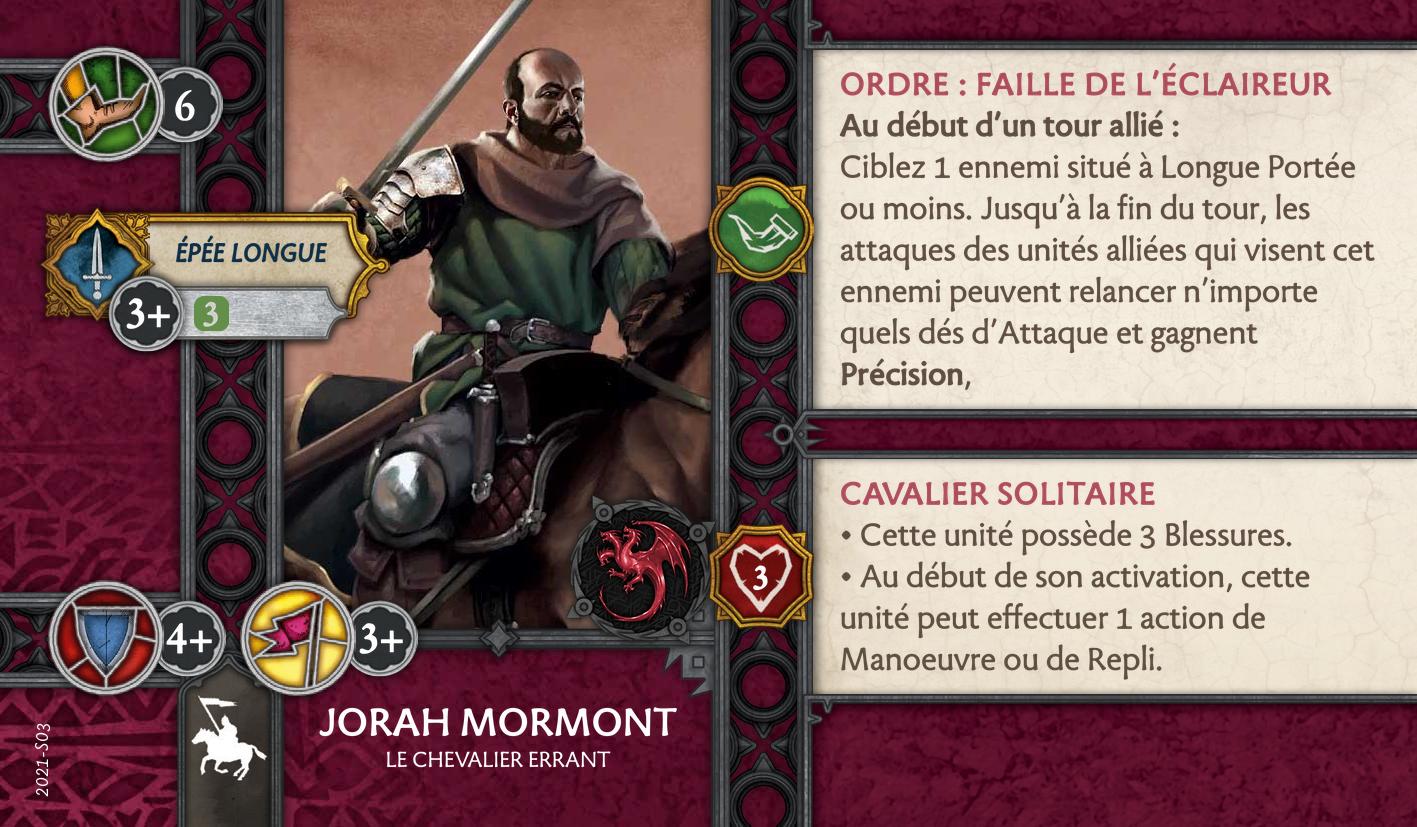 6
ÉPÉE LONGUE
3+ 3
4+
3+
JORAH MORMONT
LE CHEVALIER ERRANT
2021-S03
ORDRE : FAILLE DE L'ÉCLAIREUR
Au début d'un tour allié :
Ciblez 1 ennemi situé à Longue Portée
ou moins. Jusqu'à la fin du tour, les
attaques des unités alliées qui visent cet
ennemi peuvent relancer n'importe
quels dés d'Attaque et gagnent
Précision,
3
CAVALIER SOLITAIRE
• Cette unité possède 3 Blessures.
• Au début de son activation, cette
unité peut effectuer 1 action de
Manoeuvre ou de Repli.